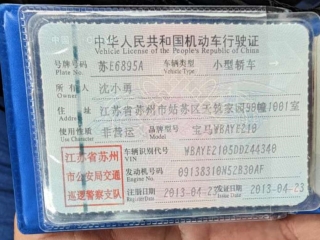 中华人民共和国机动车行驶证
Vehicle License of the People's Republic of China
号牌号码 苏E6895A 车辆类型 小型轿车
Plate No. Vehicle Type
所有人 沈小勇
Owner
住址 江苏省苏州市姑苏区天筑家园99幢1001室
Address
使用性质 非营运 品牌型号 宝马WBAYE210
Use Character Model
江苏省苏州市公安局交通巡逻警察支队
车辆识别代号 WBAYE2105DDZ44340
VIN
发动机号码 09138310N52B30AF
Engine No.
注册日期 2013-04-23 发证日期 2013-04-23
Register Date Issue Date